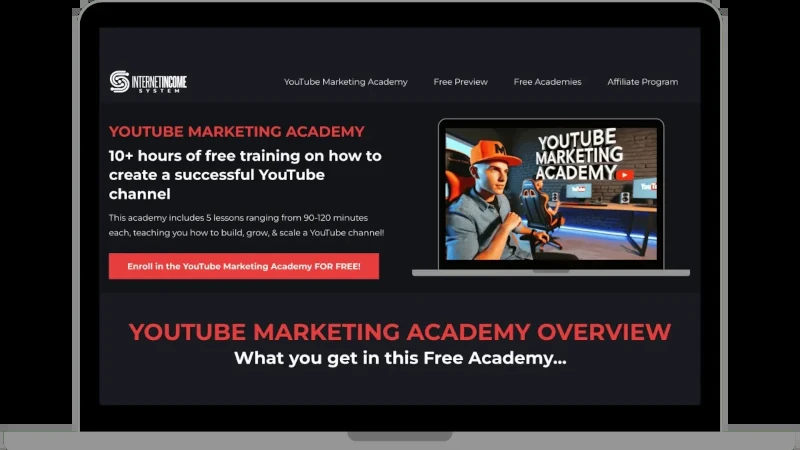 INTERNETINCOME
SYSTEM
YouTube Marketing Academy
Free Preview
Free Academies
Affiliate Program
YOUTUBE MARKETING ACADEMY
10+ hours of free training on how to
create a successful YouTube
channel
This academy includes 5 lessons ranging from 90-120 minutes
each, teaching you how to build, grow, & scale a YouTube channel!
Enroll in the YouTube Marketing Academy FOR FREE!
YOUTUBE
MARKETING
ACADEMY
M
YOUTUBE MARKETING ACADEMY OVERVIEW
What you get in this Free Academy...